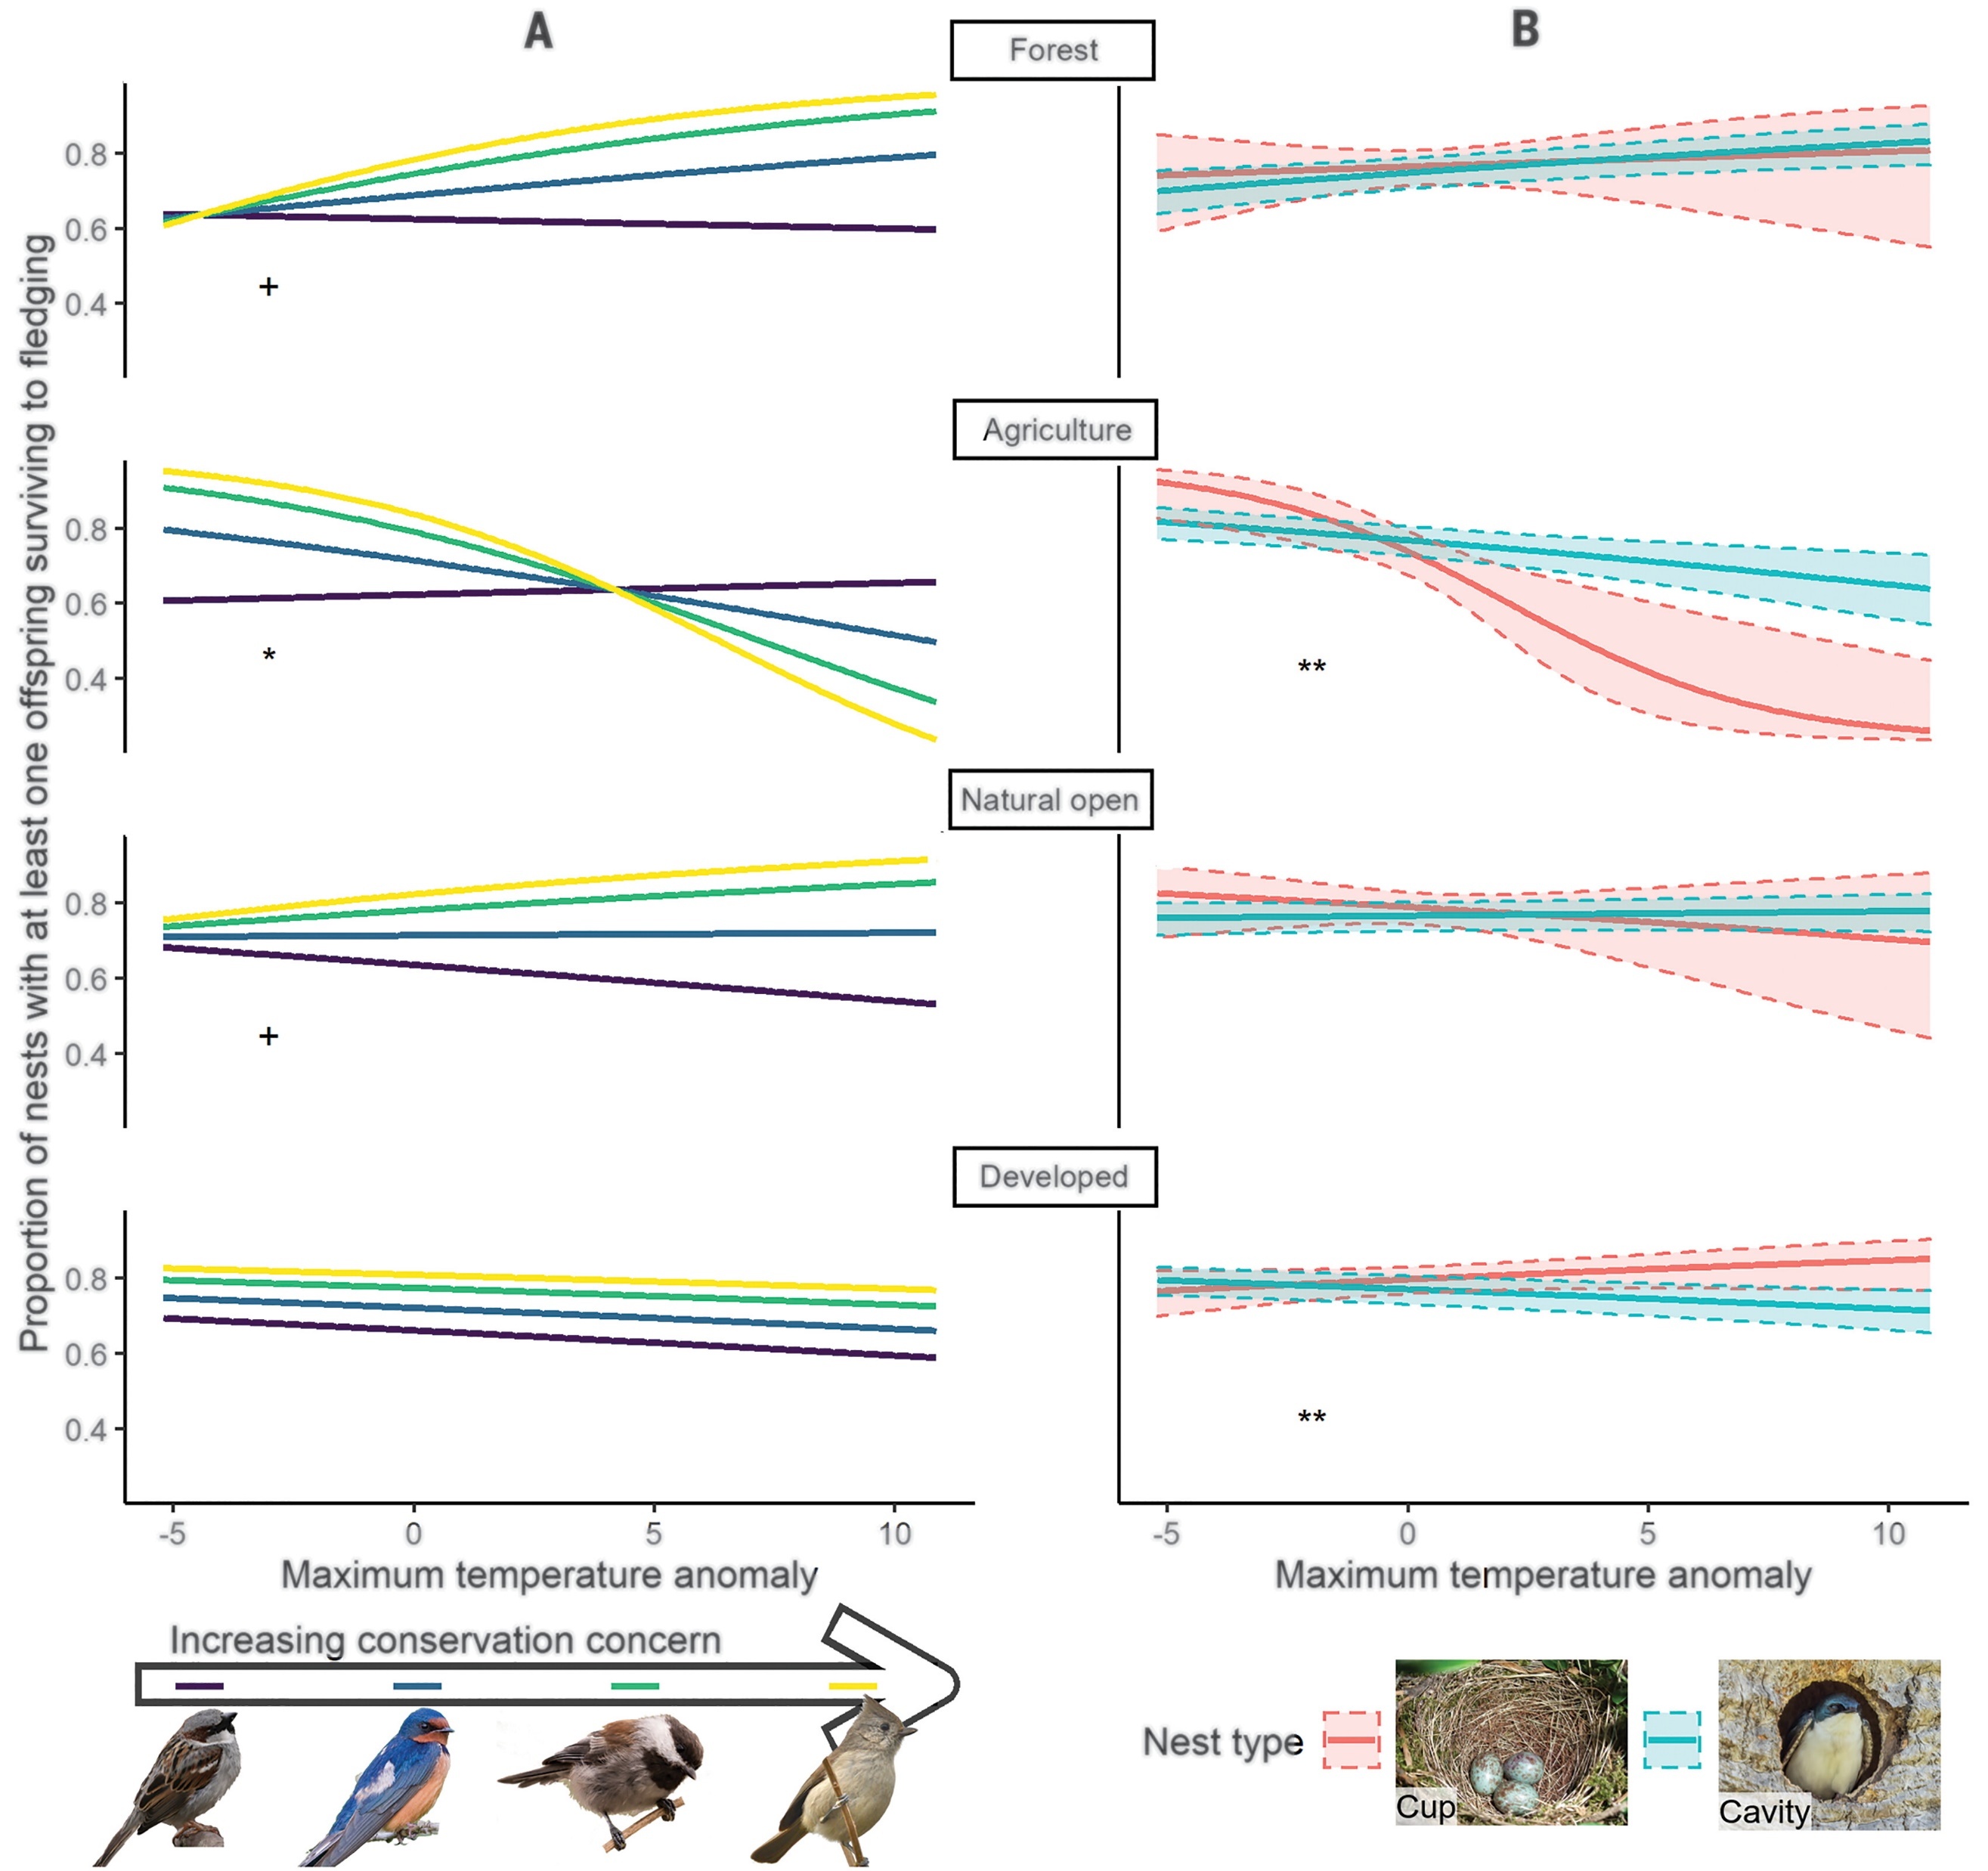 A
B
Forest
Proportion of nests with at least one offspring surviving to fledging
0.8
0.6
0.4
+
Agriculture
0.8
0.6
0.4
*
**
Natural open
0.8
0.6
0.4
+
Developed
0.8
0.6
0.4
**
-5 0 5 10
-5 0 5 10
Maximum temperature anomaly
Maximum temperature anomaly
Increasing conservation concern
Nest type
Cup
Cavity